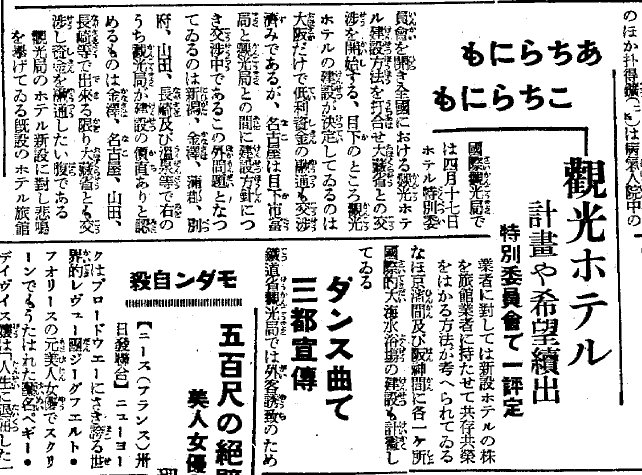 のほか朴得鑛(こ)は病氣入院中の
あちらにも
こちらにも
觀光ホテル
計畫や希望續出
特別委員會で一評定
國際觀光局で
は四月十七日
ホテル特別委
員會を開き全國における觀光ホテ
ル建設方法を打合せ大藏省との交
渉を開始する、目下のところ觀光
ホテルの建設が決定してゐるのは
大阪だけで低利資金の融通も交渉
濟みであるが、名古屋は目下市當
局と觀光局との間に建設方針につ
き交渉中であるこの外問題となつ
てゐるのは新潟、金澤、蒲郡、別
府、山田、長崎及び溫泉等で右の
うち觀光局が建設の價値ありと認
めるものは金澤、名古屋、山田、
長崎等で出來る限り大藏省とも交
渉し資金を融通したい腹である
觀光局のホテル新設に對し悲鳴
を擧げてゐる既設のホテル旅館
業者に對しては新設ホテルの株
を旅館業者に持たせて共存共榮
をはかる方法が考へられてゐる
なほ京濱間及び阪神間に各一ケ所
國際的大海水浴場の建設も計畫し
てゐる
ダンス曲で
三都宣傳
鐵道省觀光局では外客誘致のため
モダン自殺
五百尺の絕
美人女優
【ニース(フランス)卅
日發聯合】ニューヨー
クはブロードウエーにさき誇る世
界的レヴュー團ジーグフエルト・
フォリースの元美人女優でスクリ
ーンでもうたはれた醜名ペギー・
デイヴイス孃は「人生に退屈した